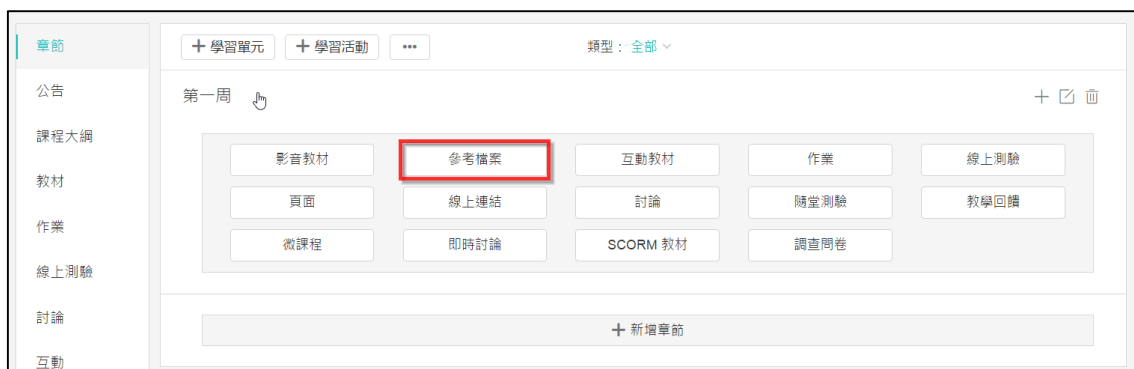 章節
公告
課程大綱
教材
作業
線上測驗
討論
互動
+ 學習單元 + 學習活動 ••• 類型： 全部
第一周
影音教材 參考檔案 互動教材 作業 線上測驗
頁面 線上連結 討論 隨堂測驗 教學回饋
微課程 即時討論 SCORM 教材 調查問卷
+ 新增章節